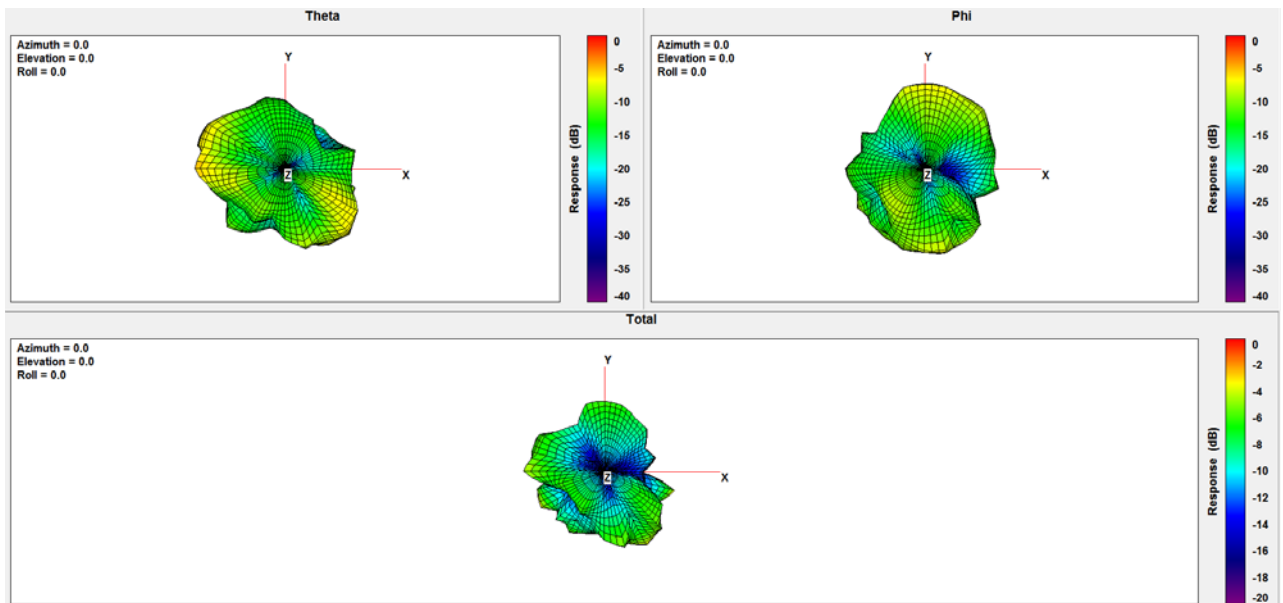 Theta
Azimuth = 0.0
Elevation = 0.0
Roll = 0.0
Y
X
Z
0
-5
-10
-15
-20
-25
-30
-35
-40
Response (dB)
Phi
Azimuth = 0.0
Elevation = 0.0
Roll = 0.0
Y
X
Z
0
-5
-10
-15
-20
-25
-30
-35
-40
Response (dB)
Total
Azimuth = 0.0
Elevation = 0.0
Roll = 0.0
Y
X
Z
0
-2
-4
-6
-8
-10
-12
-14
-16
-18
-20
Response (dB)